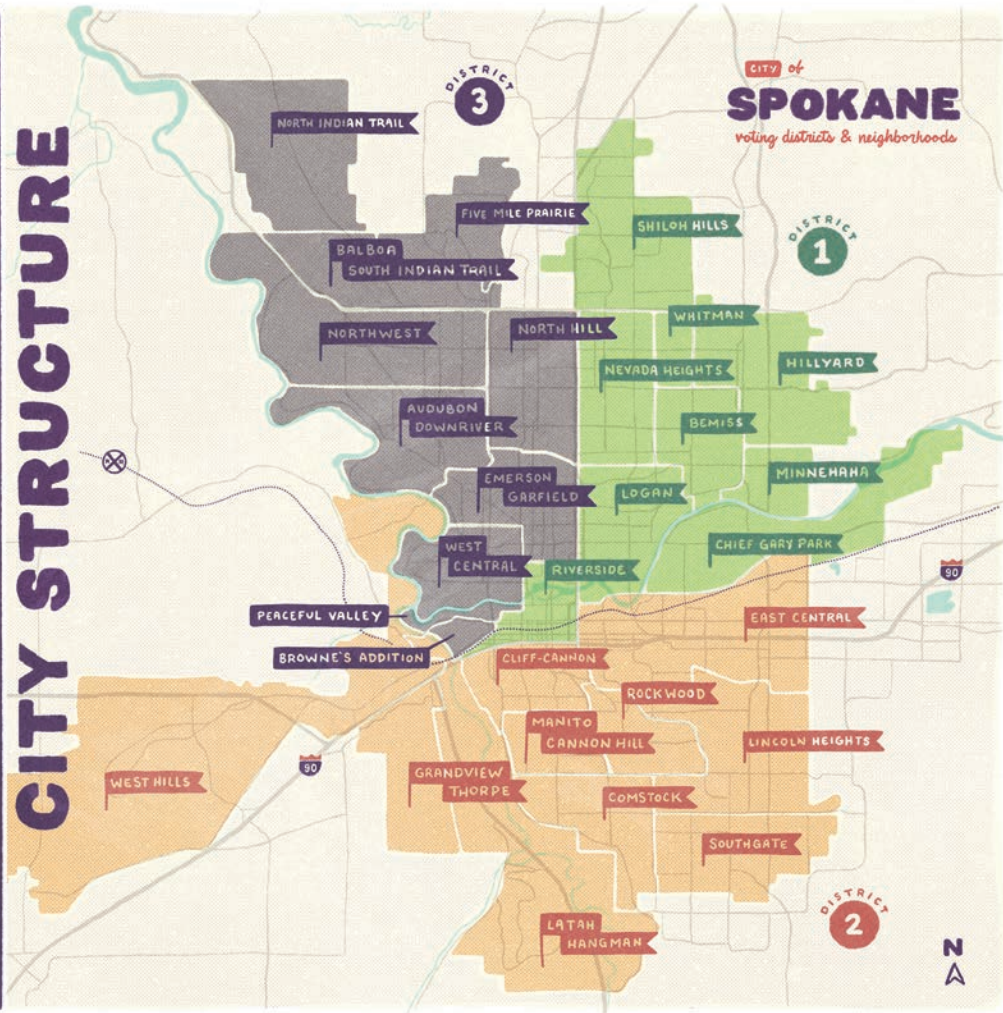 CITY STRUCTURE
CITY of
SPOKANE
voting districts & neighborhoods
DISTRICT
3
NORTH INDIAN TRAIL
FIVE MILE PRAIRIE
SHILOH HILLS
DISTRICT
1
BALBOA
SOUTH INDIAN TRAIL
WHITMAN
NORTHWEST
NORTH HILL
HILLYARD
NEVADA HEIGHTS
AUDUBON
DOWNRIVER
BEMISS
MINNEHAHA
EMERSON
GARFIELD
LOGAN
WEST
CENTRAL
CHIEF GARY PARK
RIVERSIDE
90
PEACEFUL VALLEY
EAST CENTRAL
BROWNE'S ADDITION
CLIFF-CANNON
ROCKWOOD
MANITO
CANNON HILL
LINCOLN HEIGHTS
90
WEST HILLS
GRANDVIEW
THORPE
COMSTOCK
SOUTHGATE
DISTRICT
2
LATAH
HANGMAN
N